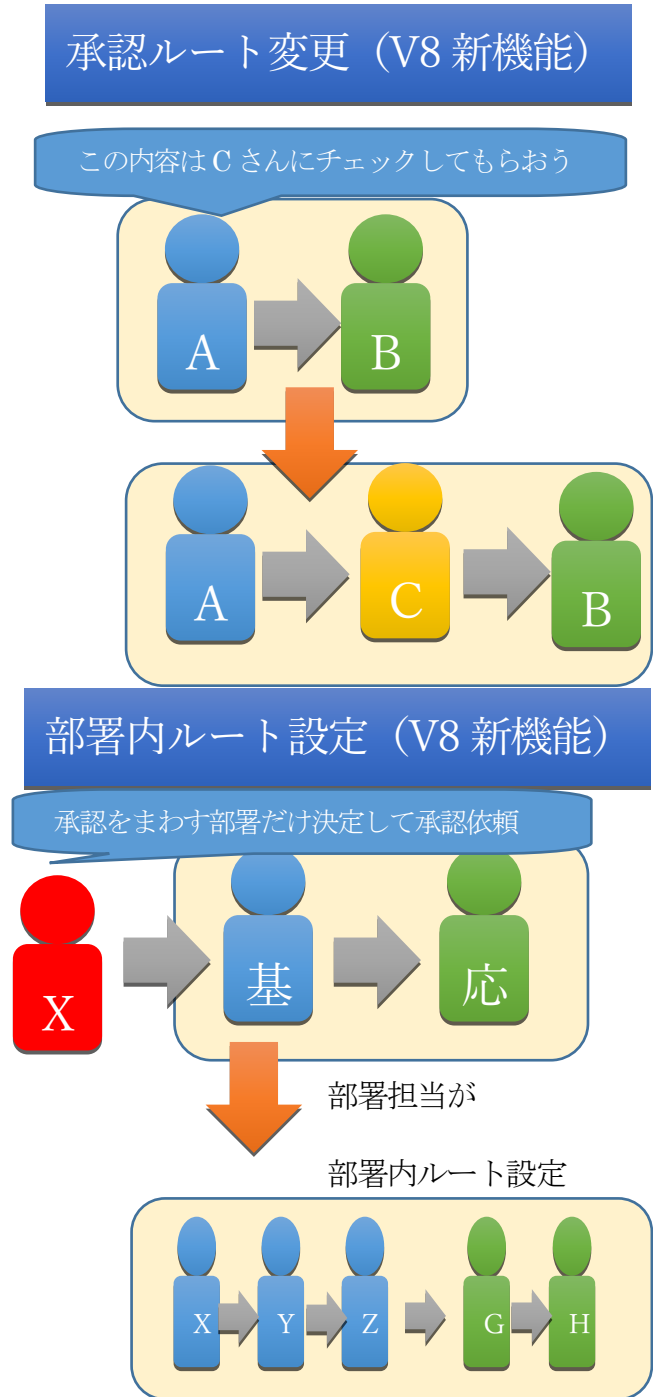 承認ルート変更（V8 新機能）
この内容は C さんにチェックしてもらおう
A
B
A
C
B
部署内ルート設定（V8 新機能）
承認をまわす部署だけ決定して承認依頼
X
基
応
部署担当が
部署内ルート設定
X
Y
Z
G
H